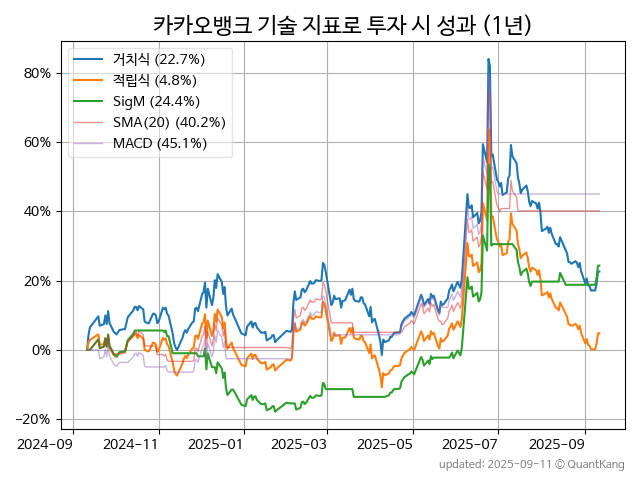 카카오뱅크 기술 지표로 투자 시 성과 (1년)
거치식 (22.7%)
적립식 (4.8%)
SigM (24.4%)
SMA(20) (40.2%)
MACD (45.1%)
80%
60%
40%
20%
0%
−20%
2024−09 2024−11 2025−01 2025−03 2025−05 2025−07 2025−09
updated: 2025-09-11 © QuantKang